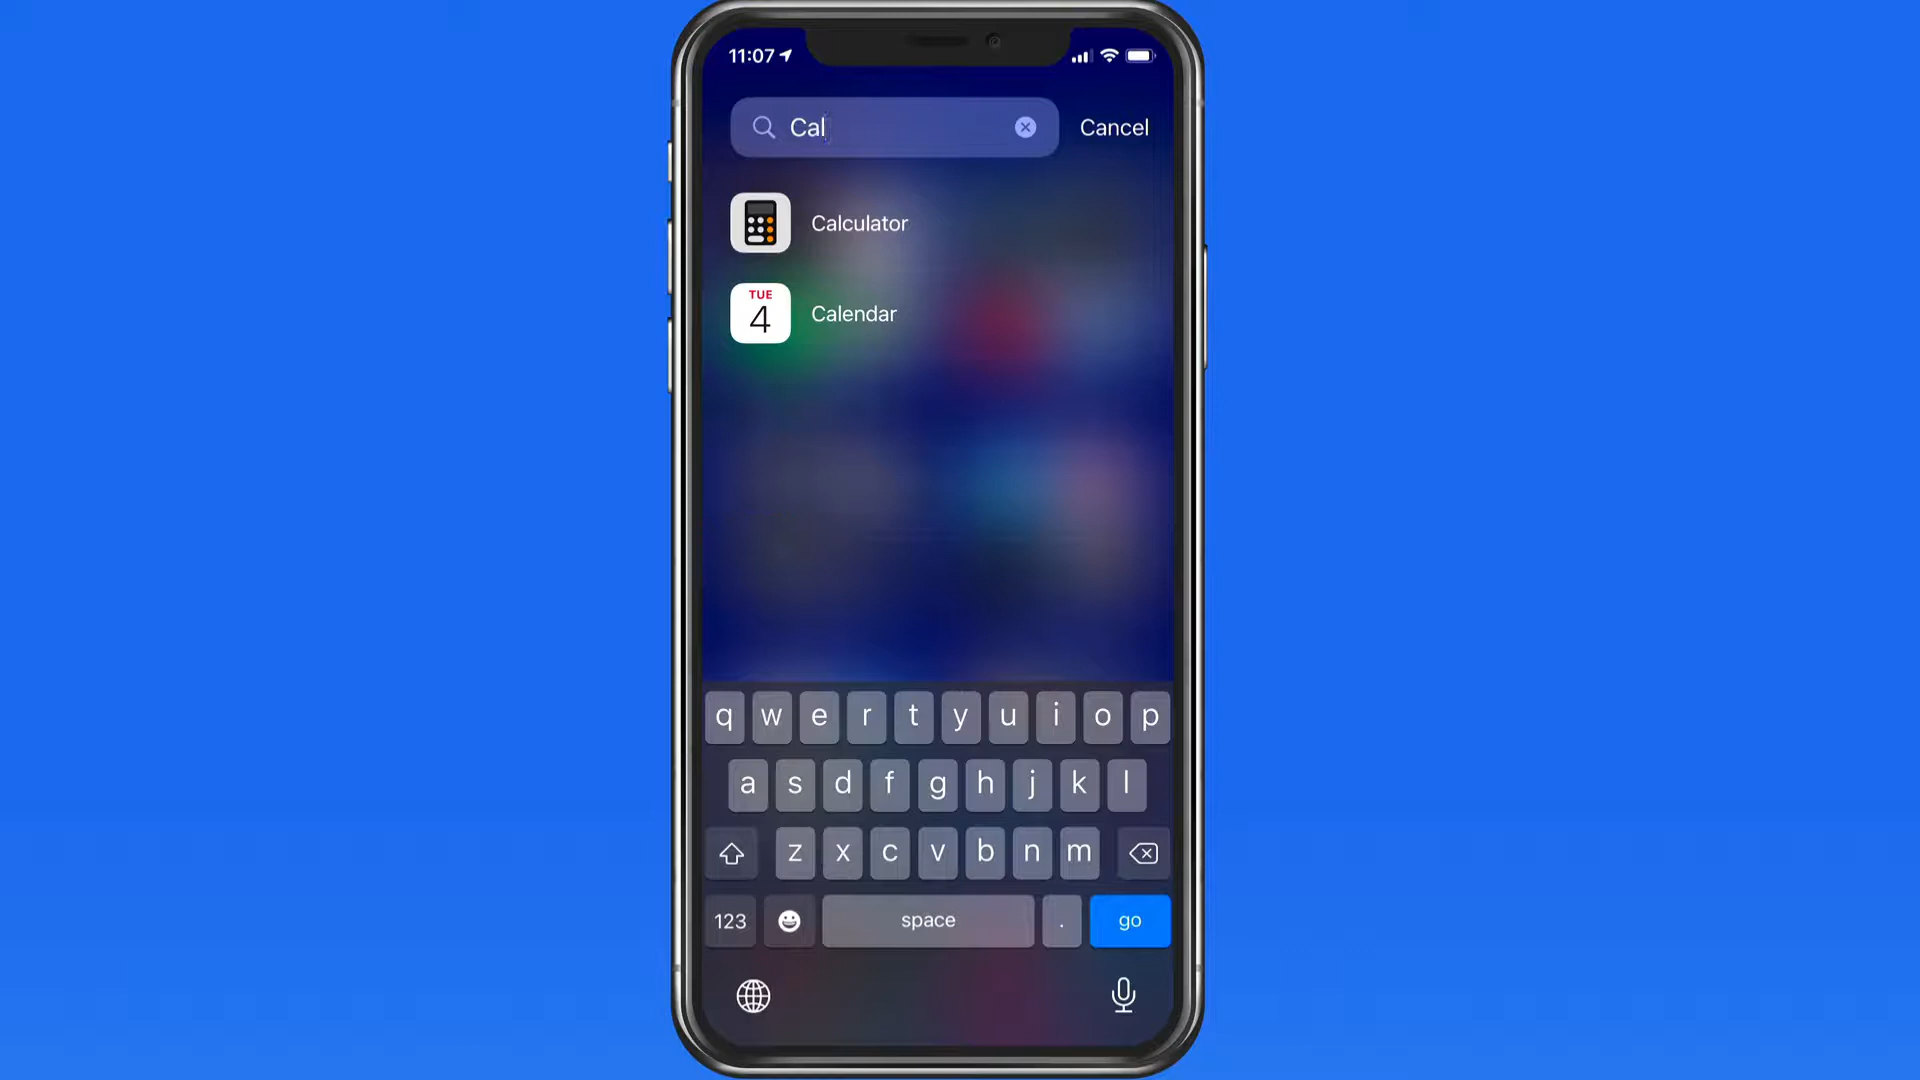 11:07
Cal
Cancel
Calculator
TUE
4
Calendar
q w e r t y u i o p
a s d f g h j k l
z x c v b n m
123 space . go